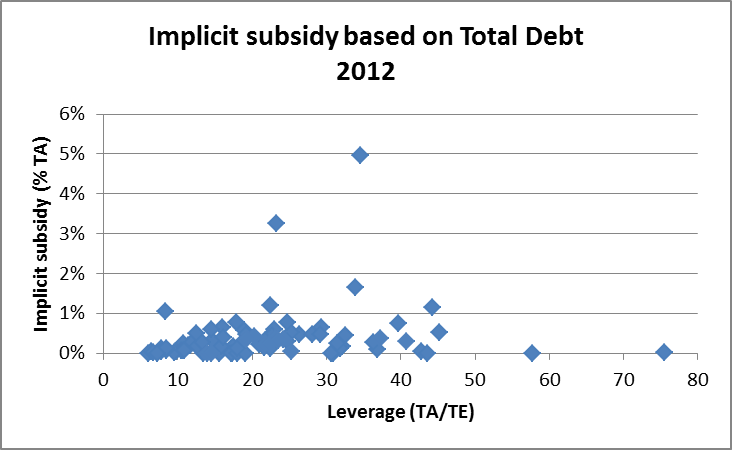 Implicit subsidy based on Total Debt
2012
Implicit subsidy (% TA)
6%
5%
4%
3%
2%
1%
0%
0 10 20 30 40 50 60 70 80
Leverage (TA/TE)